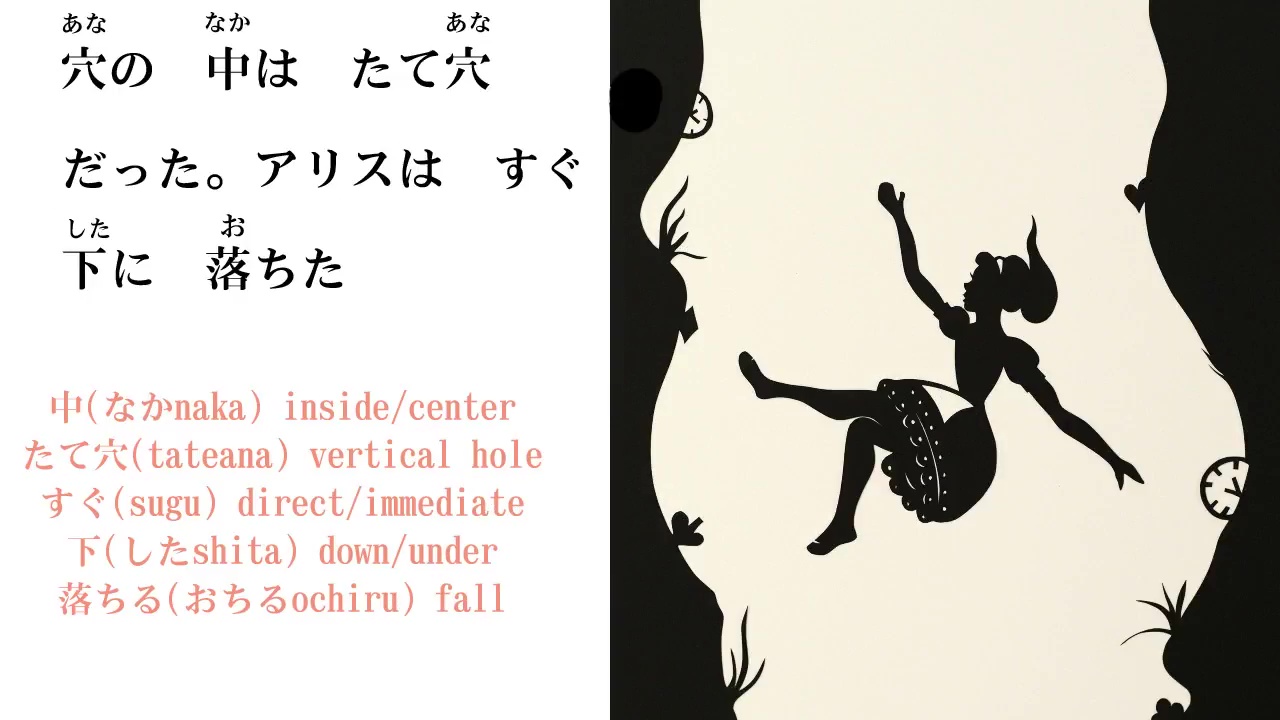 あな なか あな
穴の 中は たて穴
だった。アリスは すぐ
した お
下に 落ちた
中(なかnaka) inside/center
たて穴(tateana) vertical hole
すぐ(sugu) direct/immediate
下(したshita) down/under
落ちる(おちるochiru) fall